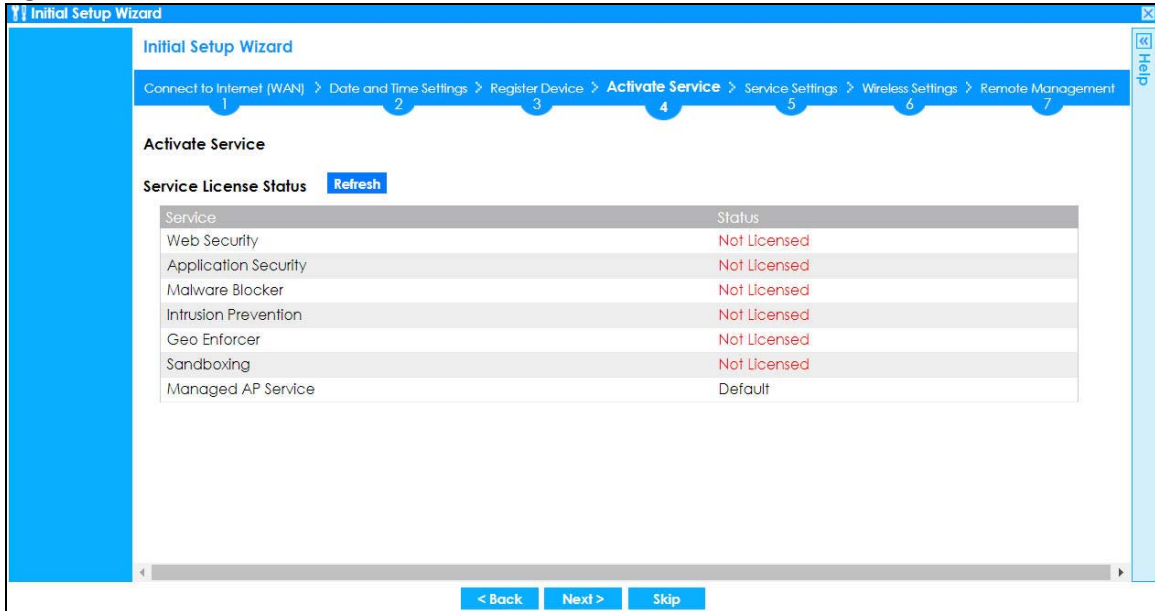 Initial Setup Wizard
Initial Setup Wizard
« Help
Connect to Internet (WAN) > Date and Time Settings > Register Device > Activate Service > Service Settings > Wireless Settings > Remote Management
1 2 3 4 5 6 7
Activate Service
Service License Status Refresh
Service Status
Web Security Not Licensed
Application Security Not Licensed
Malware Blocker Not Licensed
Intrusion Prevention Not Licensed
Geo Enforcer Not Licensed
Sandboxing Not Licensed
Managed AP Service Default
< Back Next > Skip